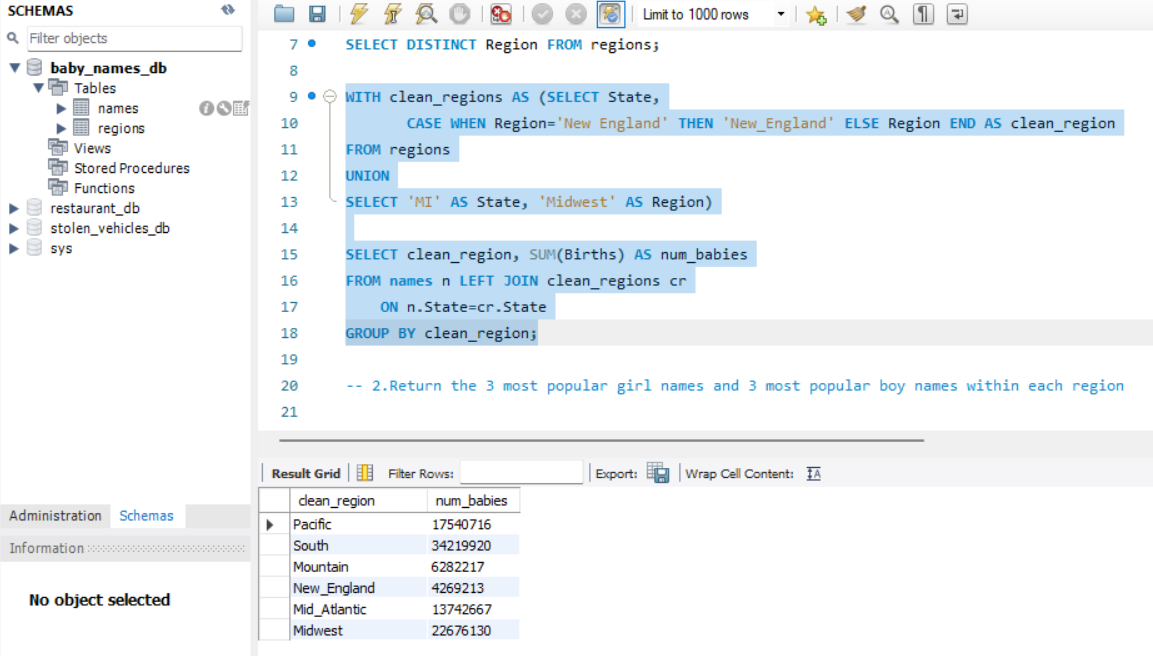 SCHEMAS
Filter objects
baby_names_db
Tables
names
regions
Views
Stored Procedures
Functions
restaurant_db
stolen_vehicles_db
sys
Administration Schemas
Information
No object selected
Limit to 1000 rows
7 SELECT DISTINCT Region FROM regions;
8
9 WITH clean_regions AS (SELECT State,
10 CASE WHEN Region='New England' THEN 'New_England' ELSE Region END AS clean_region
11 FROM regions
12 UNION
13 SELECT 'MI' AS State, 'Midwest' AS Region)
14
15 SELECT clean_region, SUM(Births) AS num_babies
16 FROM names n LEFT JOIN clean_regions cr
17 ON n.State=cr.State
18 GROUP BY clean_region;
19
20 -- 2.Return the 3 most popular girl names and 3 most popular boy names within each region
21
Result Grid Filter Rows: Export: Wrap Cell Content: IA
clean_region num_babies
Pacific 17540716
South 34219920
Mountain 6282217
New_England 4269213
Mid_Atlantic 13742667
Midwest 22676130